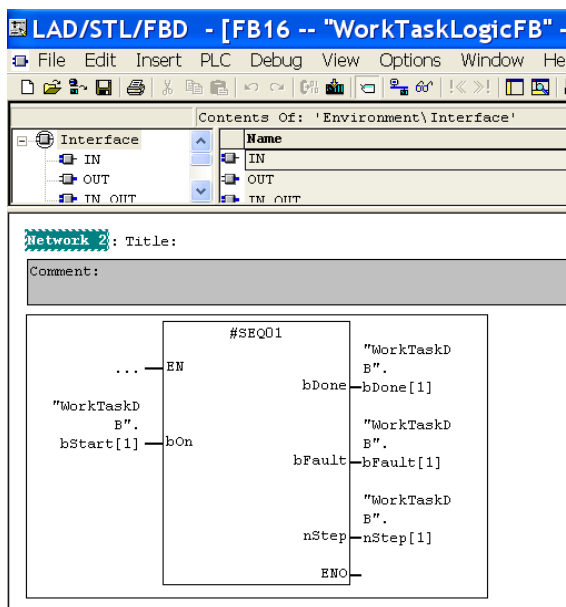 LAD/STL/FBD - [FB16 -- "WorkTaskLogicFB" -
File Edit Insert PLC Debug View Options Window He
Contents Of: 'Environment\Interface'
Interface
IN
OUT
IN_OUT
Name
IN
OUT
IN_OUT
Network 2: Title:
Comment:
#SEQ01
... EN
"WorkTaskD
B".
bStart[1] bOn
"WorkTaskD
B".
bDone bDone[1]
"WorkTaskD
B".
bFault bFault[1]
"WorkTaskD
B".
nStep nStep[1]
ENO